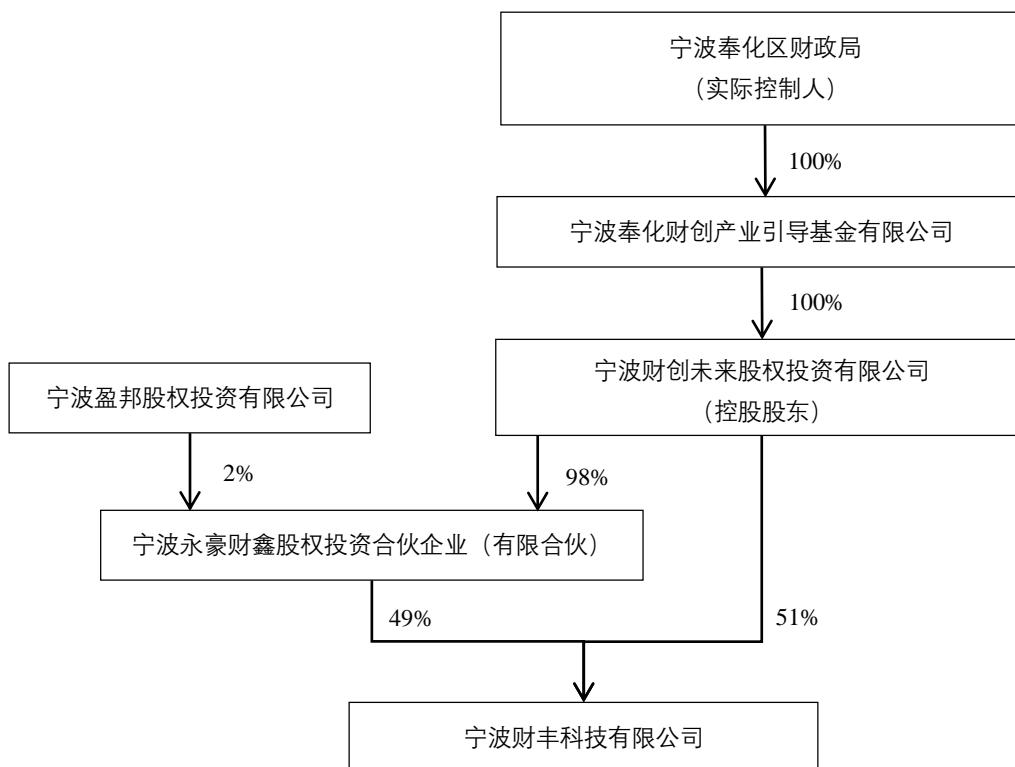 宁波奉化区财政局
（实际控制人）
100%
宁波奉化财创产业引导基金有限公司
100%
宁波财创未来股权投资有限公司
（控股股东）
宁波盈邦股权投资有限公司
2%
98%
宁波永豪财鑫股权投资合伙企业（有限合伙）
49%
51%
宁波财丰科技有限公司